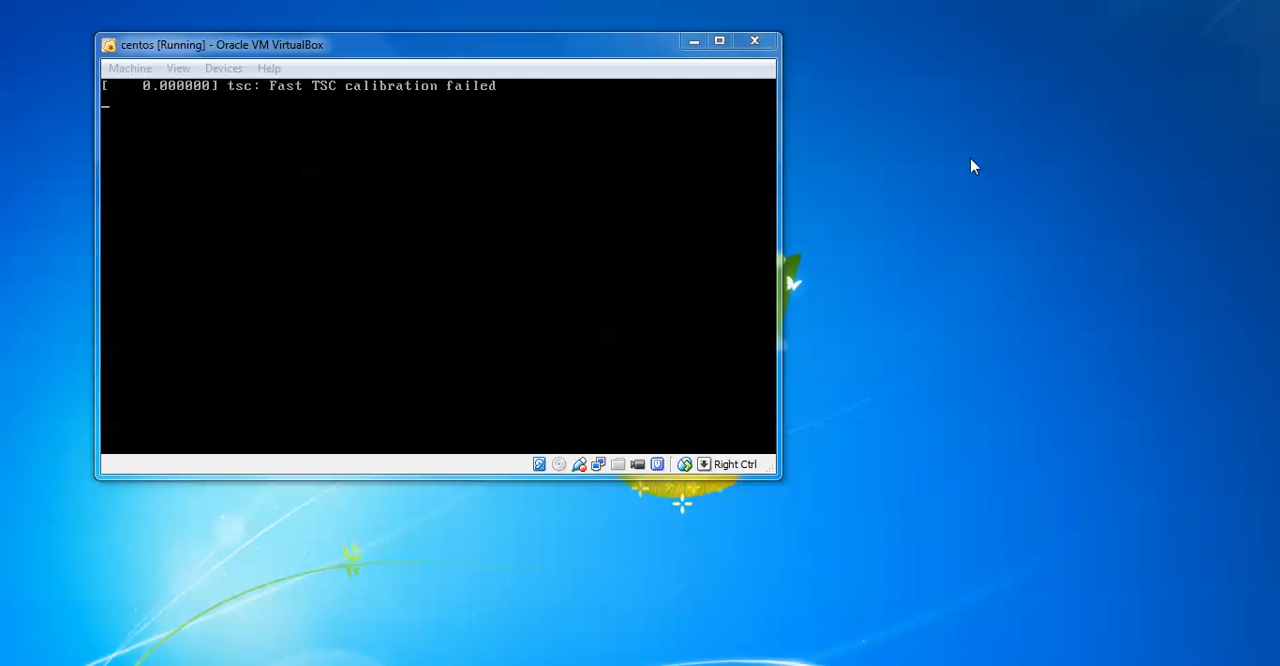 centos [Running] - Oracle VM VirtualBox
Machine View Devices Help
[    0.000000] tsc: Fast TSC calibration failed
Right Ctrl